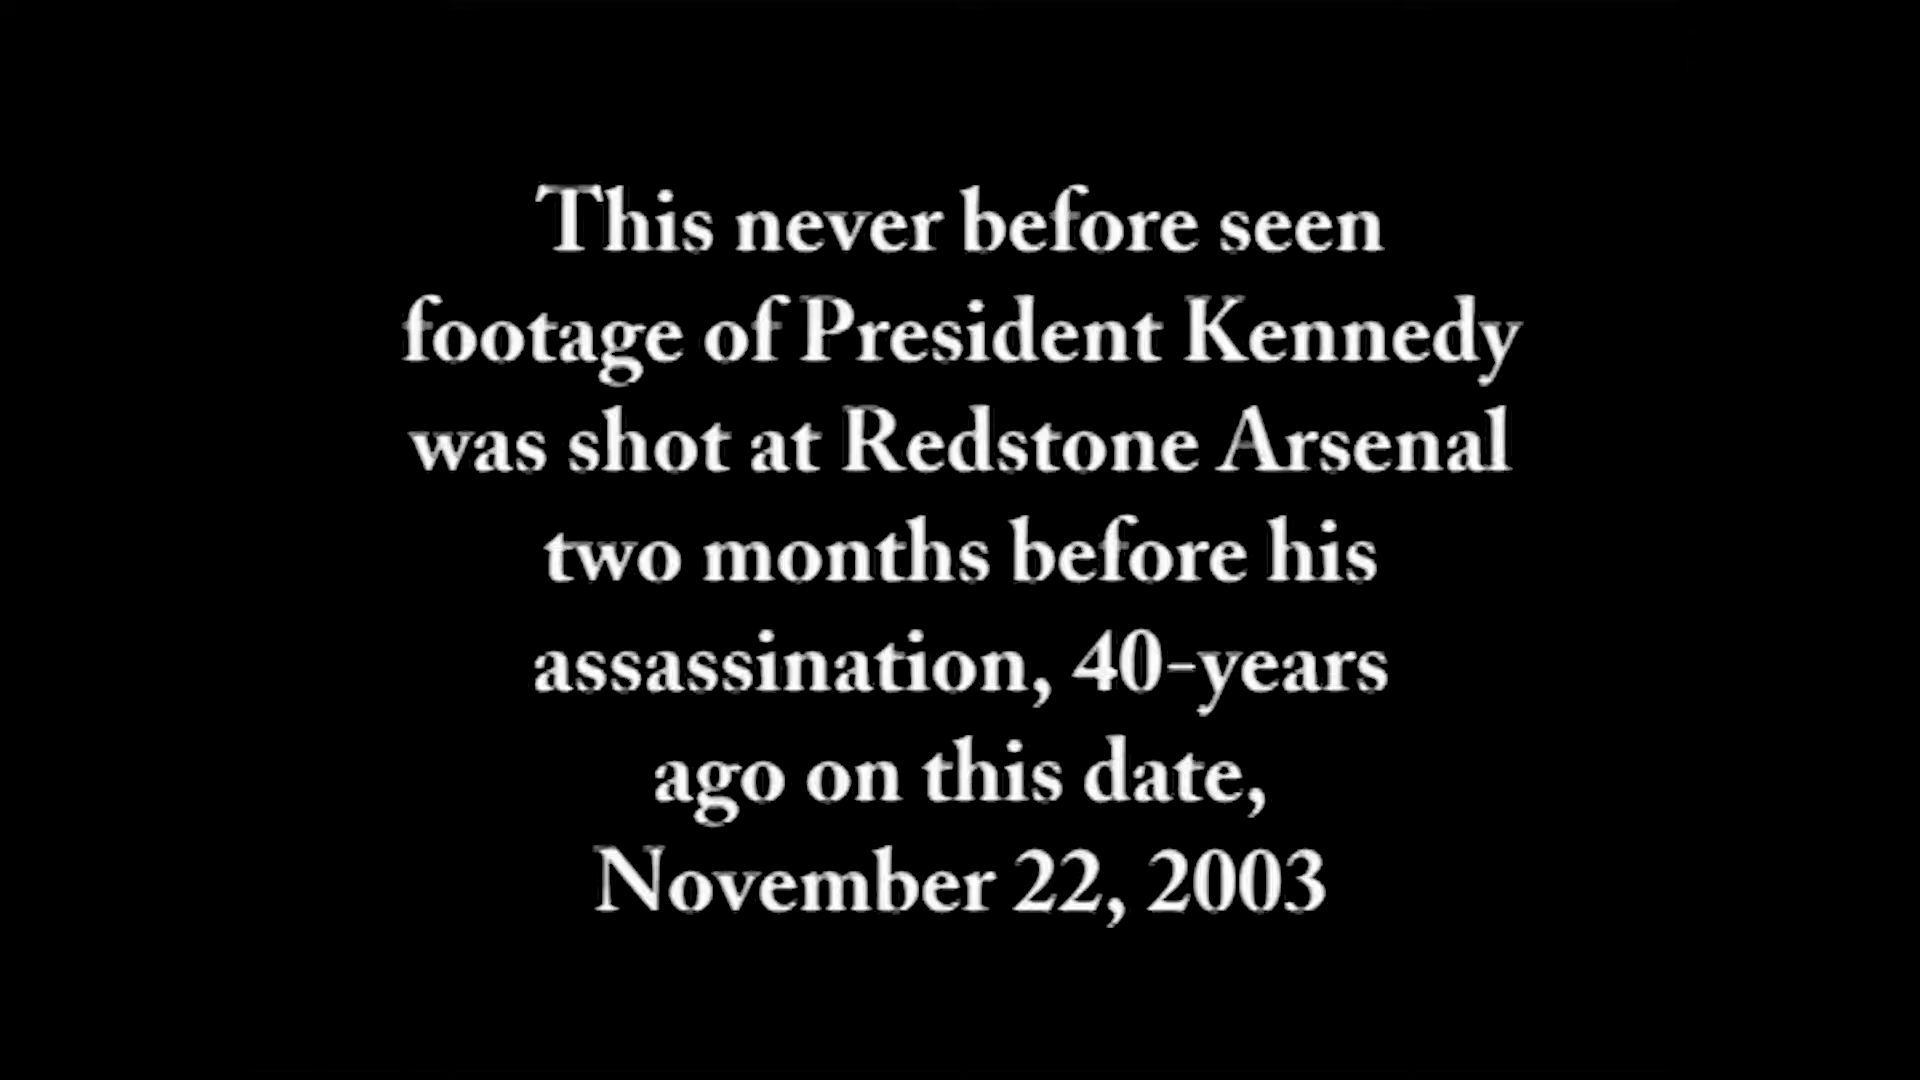 This never before seen
footage of President Kennedy
was shot at Redstone Arsenal
two months before his
assassination, 40-years
ago on this date,
November 22, 2003